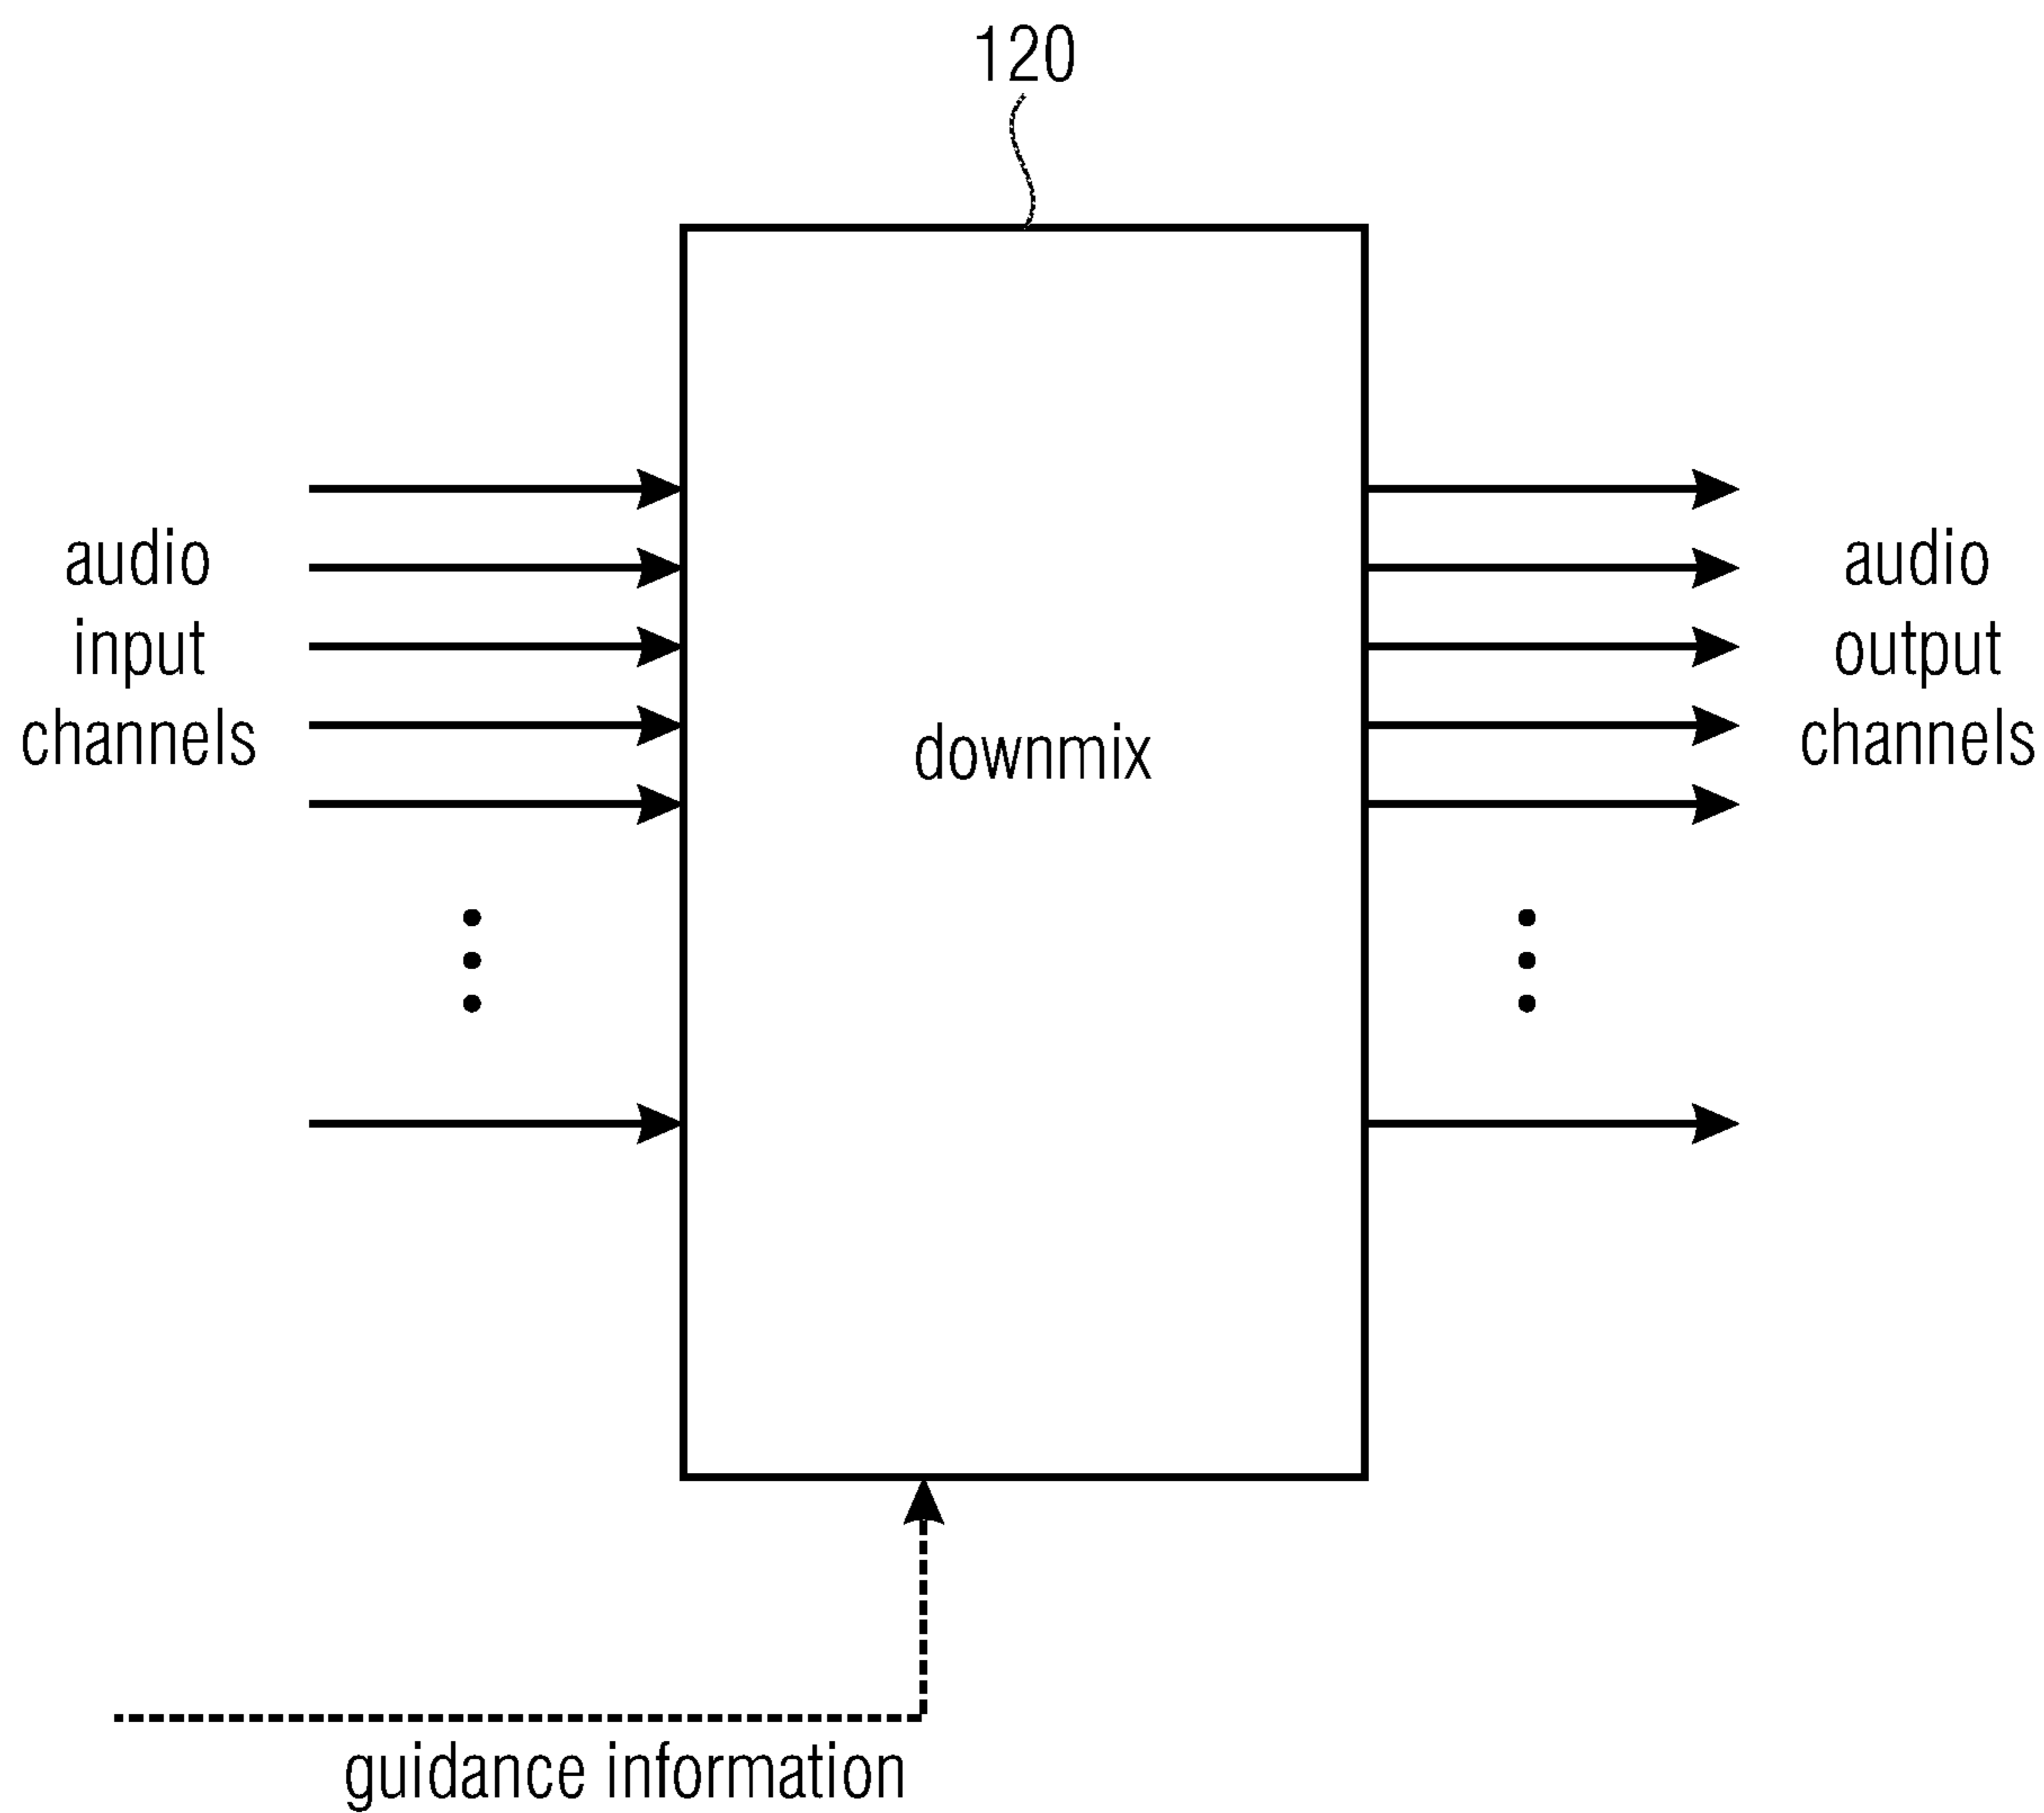 120
audio
input
channels
downmix
audio
output
channels
guidance information